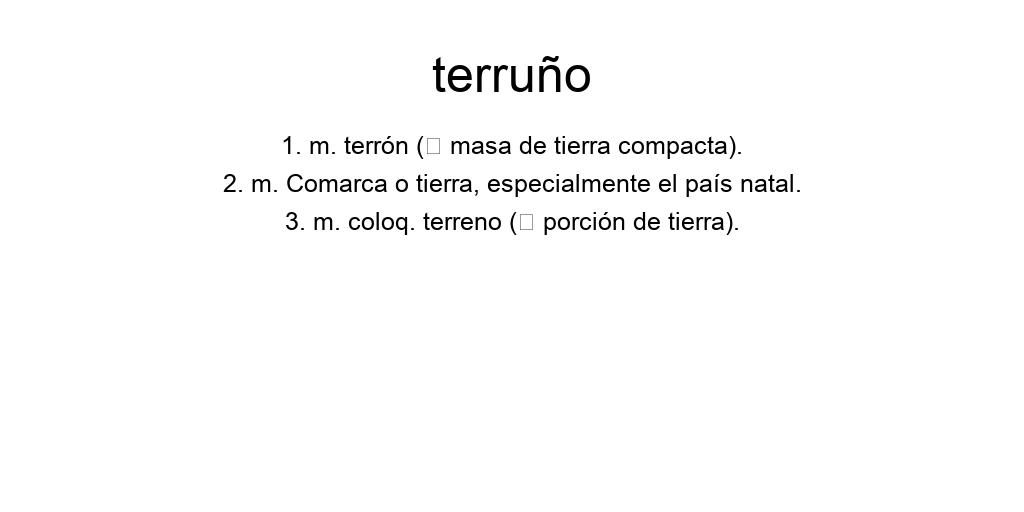 terruño
1. m. terrón (▯ masa de tierra compacta).
2. m. Comarca o tierra, especialmente el país natal.
3. m. coloq. terreno (▯ porción de tierra).